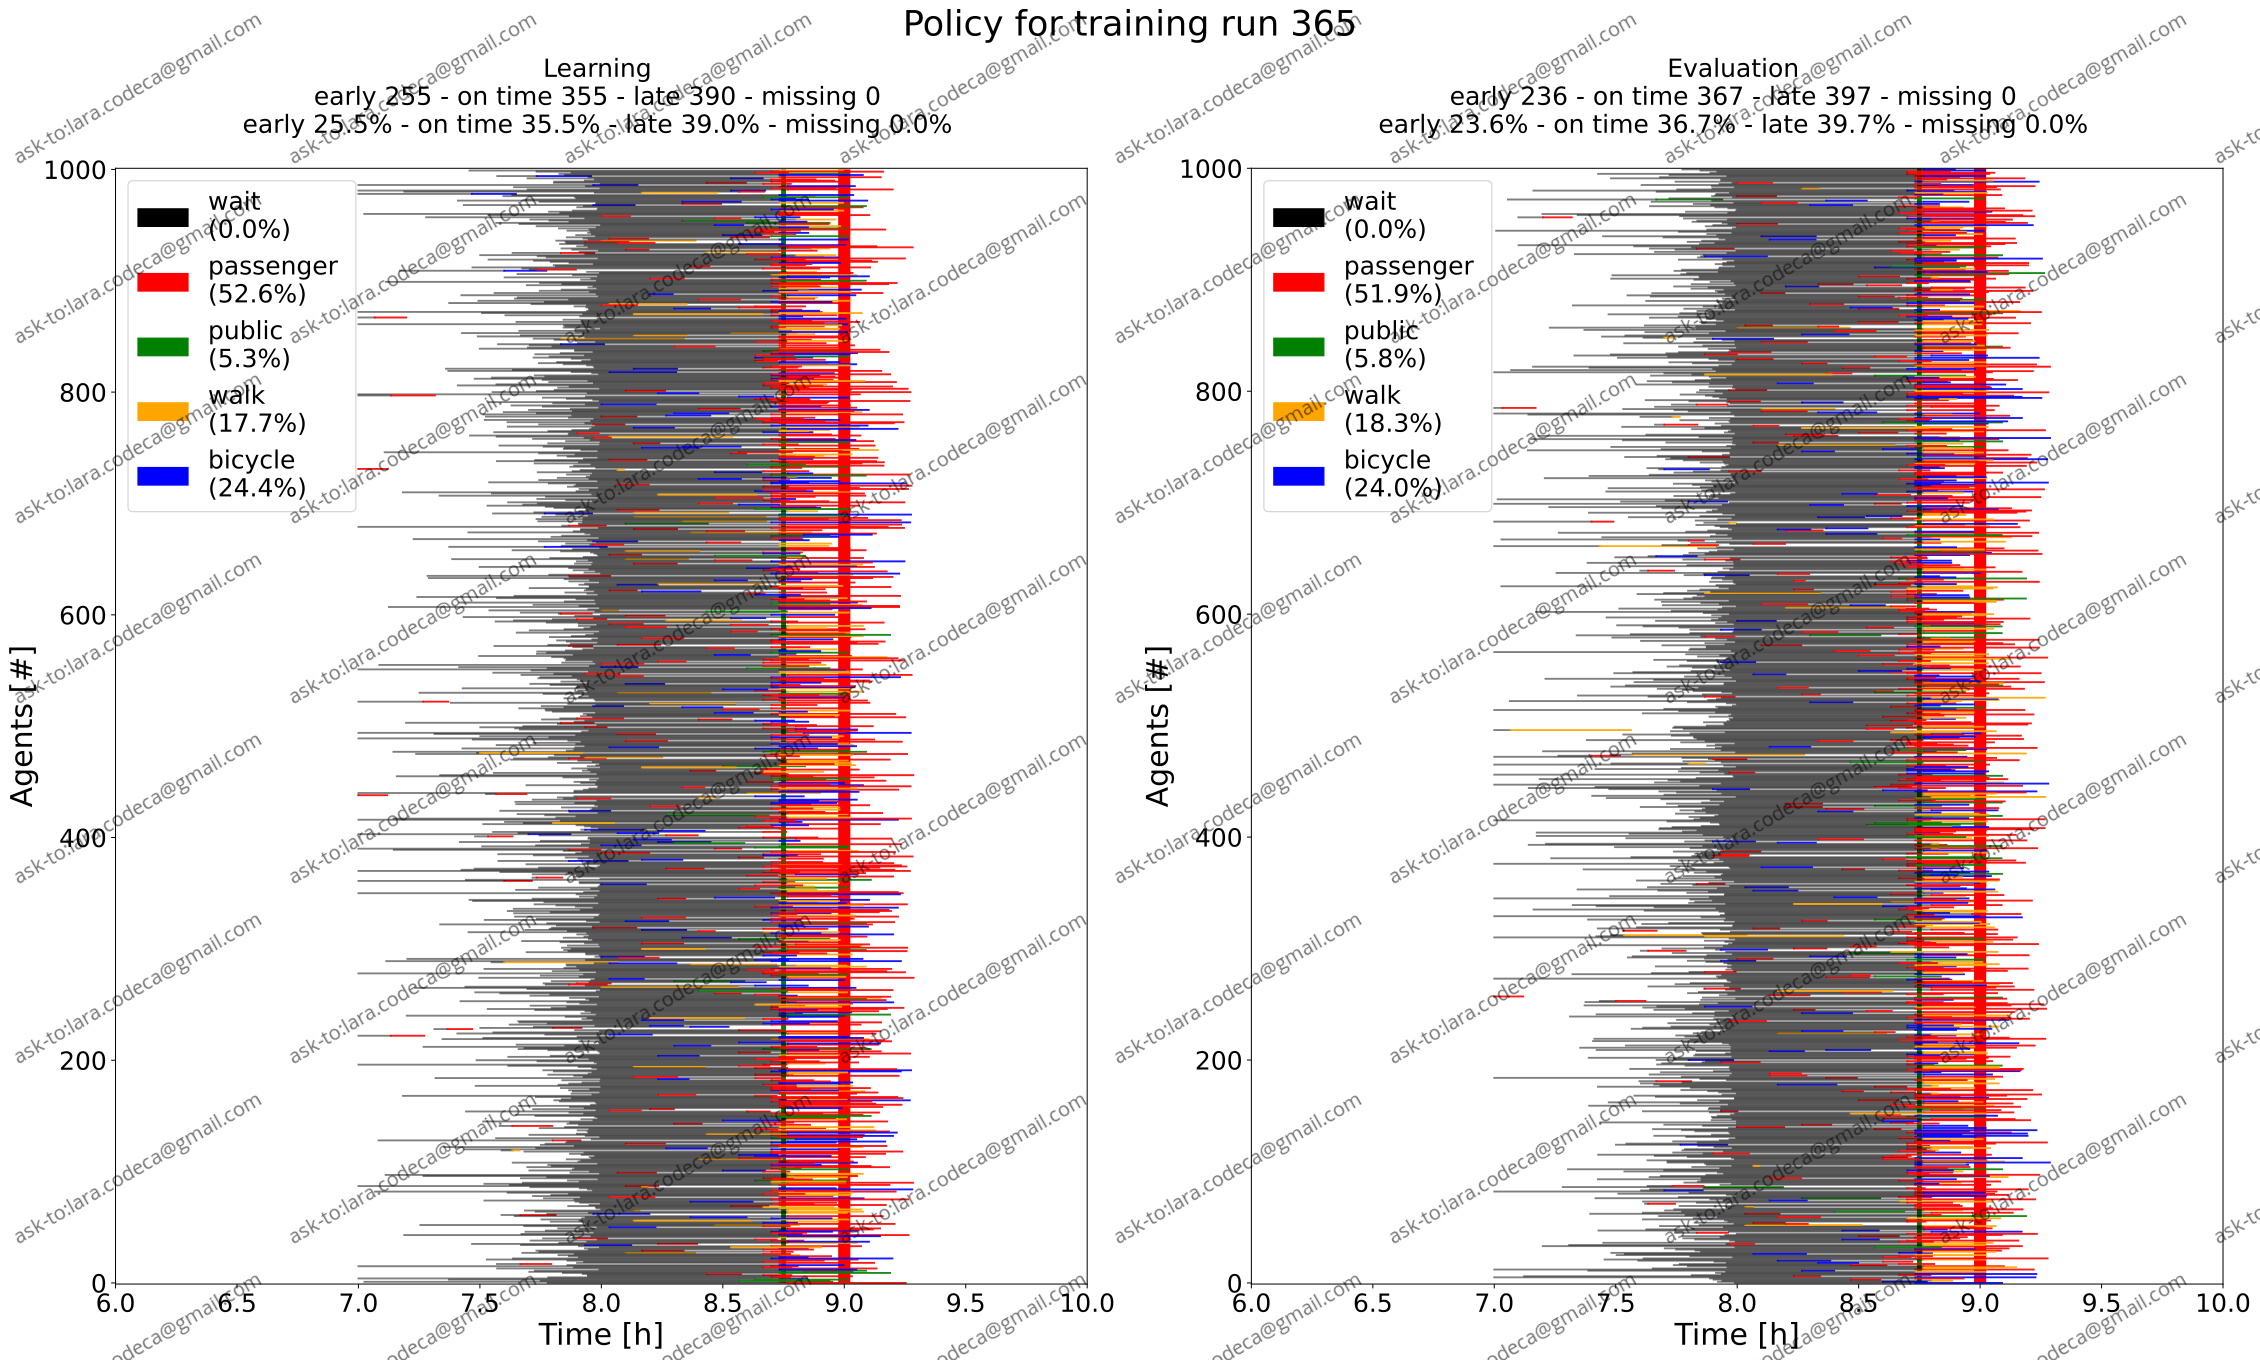 Policy for training run 365
Learning
early 255 - on time 355 - late 390 - missing 0
early 25.5% - on time 35.5% - late 39.0% - missing 0.0%
1000
800
600
400
200
0
Agents [#]
wait
(0.0%)
passenger
(52.6%)
public
(5.3%)
walk
(17.7%)
bicycle
(24.4%)
6.0 6.5 7.0 7.5 8.0 8.5 9.0 9.5 10.0
Time [h]
Evaluation
early 236 - on time 367 - late 397 - missing 0
early 23.6% - on time 36.7% - late 39.7% - missing 0.0%
1000
800
600
400
200
0
Agents [#]
wait
(0.0%)
passenger
(51.9%)
public
(5.8%)
walk
(18.3%)
bicycle
(24.0%)
6.0 6.5 7.0 7.5 8.0 8.5 9.0 9.5 10.0
Time [h]
ask-to:lara.codeca@gmail.com